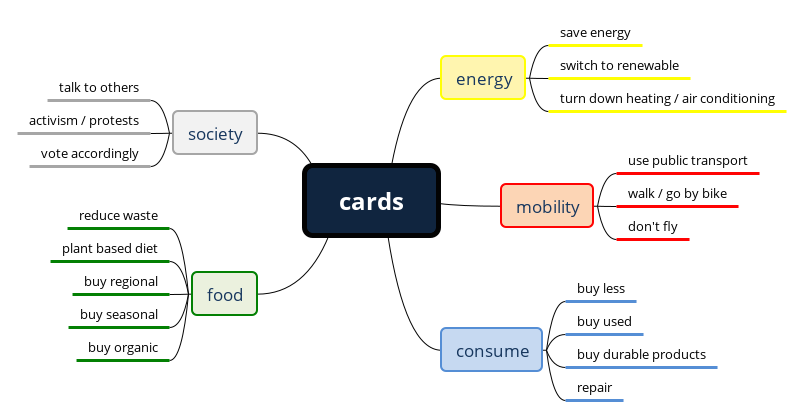 cards
energy
save energy
switch to renewable
turn down heating / air conditioning
mobility
use public transport
walk / go by bike
don't fly
consume
buy less
buy used
buy durable products
repair
society
talk to others
activism / protests
vote accordingly
food
reduce waste
plant based diet
buy regional
buy seasonal
buy organic